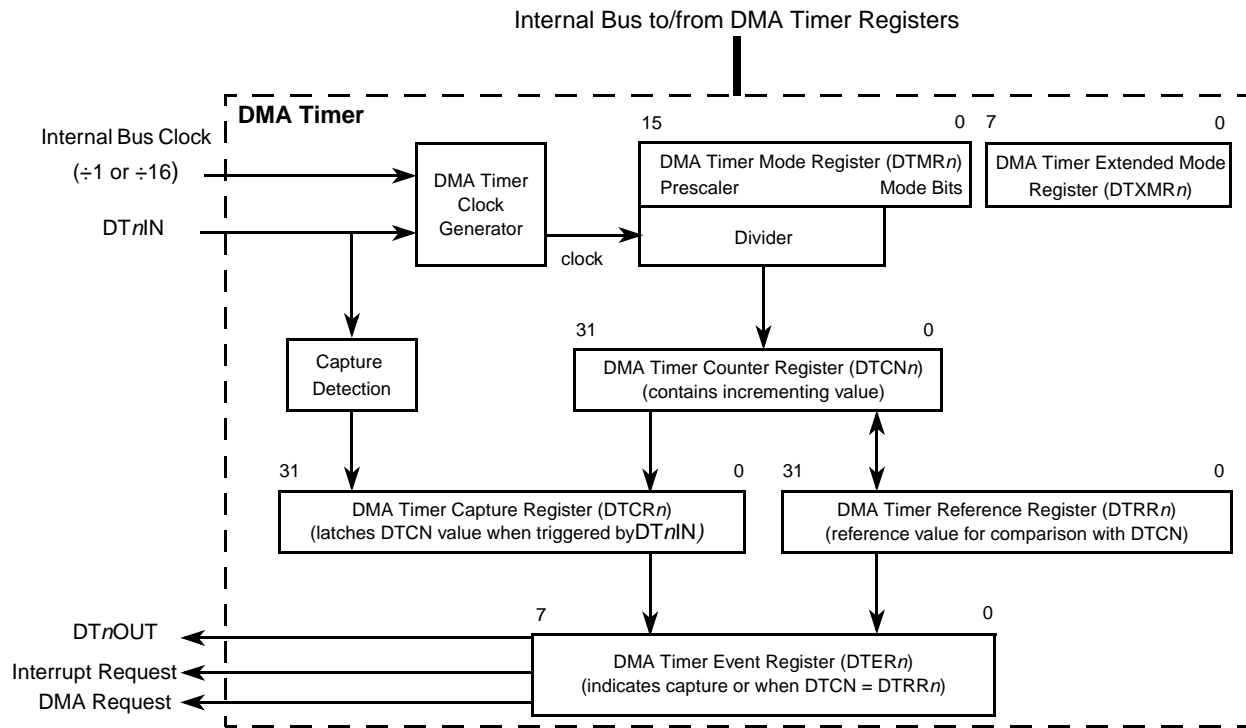 Internal Bus to/from DMA Timer Registers
DMA Timer
Internal Bus Clock
(÷1 or ÷16)
DTnIN
DMA Timer
Clock
Generator
clock
15 0
DMA Timer Mode Register (DTMRn)
Prescaler Mode Bits
Divider
7 0
DMA Timer Extended Mode
Register (DTXMRn)
Capture
Detection
31 0
DMA Timer Counter Register (DTCNn)
(contains incrementing value)
31 0
DMA Timer Capture Register (DTCRn)
(latches DTCN value when triggered byDTnIN)
31 0
DMA Timer Reference Register (DTRRn)
(reference value for comparison with DTCN)
7 0
DMA Timer Event Register (DTERn)
(indicates capture or when DTCN = DTRRn)
DTnOUT
Interrupt Request
DMA Request